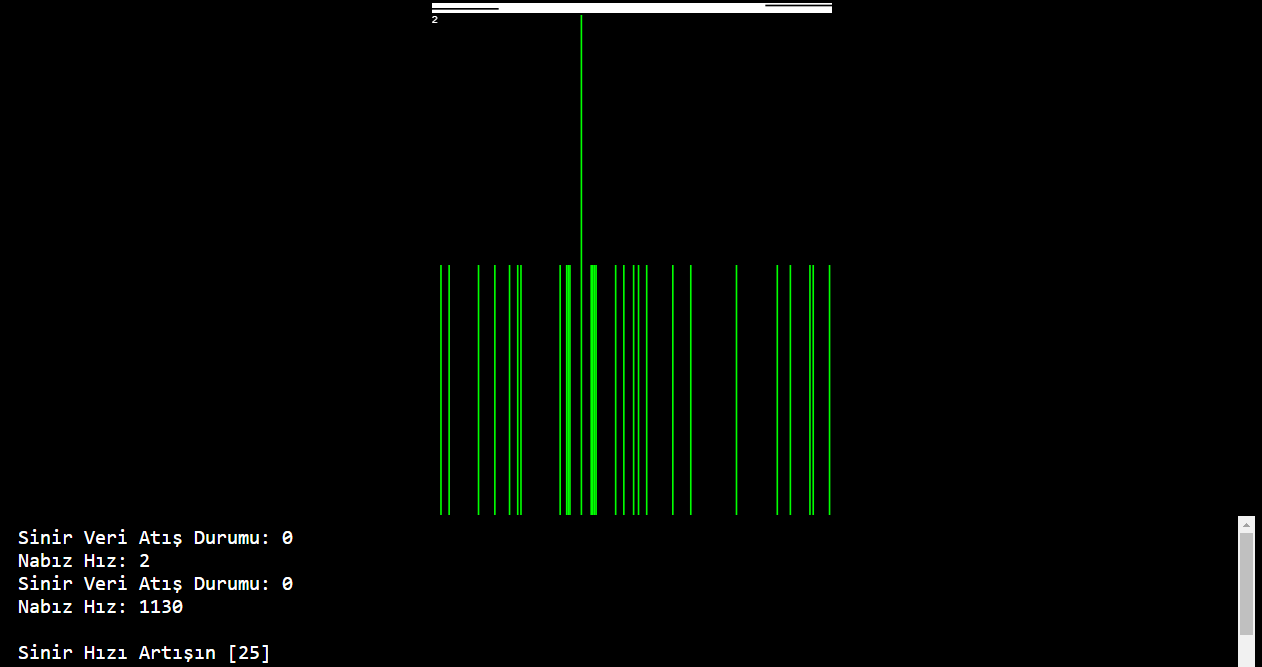 2
Sinir Veri Atış Durumu: 0
Nabız Hız: 2
Sinir Veri Atış Durumu: 0
Nabız Hız: 1130
Sinir Hızı Artışın [25]